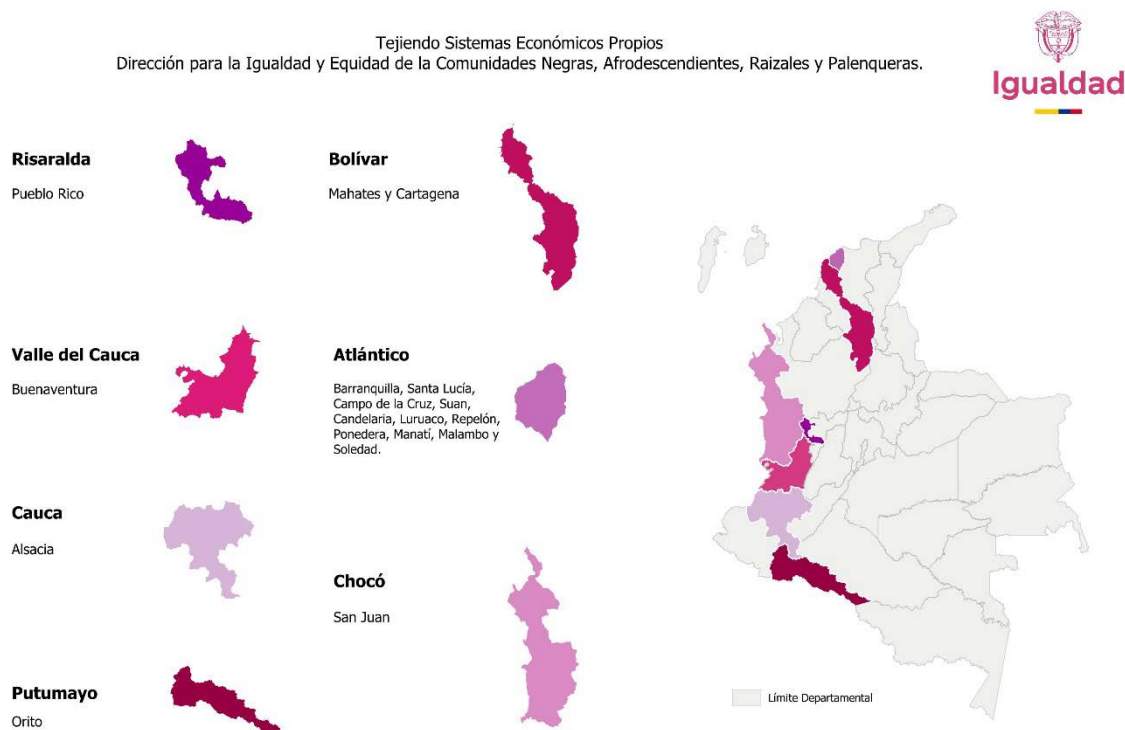 Tejiendo Sistemas Económicos Propios
Dirección para la Igualdad y Equidad de la Comunidades Negras, Afrodescendientes, Raizales y Palenqueras.
Igualdad
Risaralda
Pueblo Rico
Bolívar
Mahates y Cartagena
Valle del Cauca
Buenaventura
Atlántico
Barranquilla, Santa Lucía,
Campo de la Cruz, Suan,
Candelaria, Luruaco, Repelón,
Ponedera, Manatí, Malambo y
Soledad.
Cauca
Alsacia
Chocó
San Juan
Putumayo
Orito
Límite Departamental